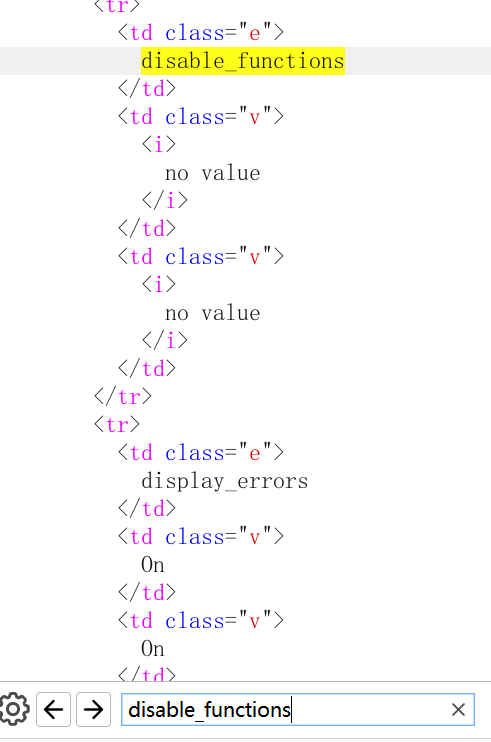 <tr>
<td class="e">
disable_functions
</td>
<td class="v">
<i>
no value
</i>
</td>
<td class="v">
<i>
no value
</i>
</td>
</tr>
<tr>
<td class="e">
display_errors
</td>
<td class="v">
On
</td>
<td class="v">
On
</td>
disable_functions